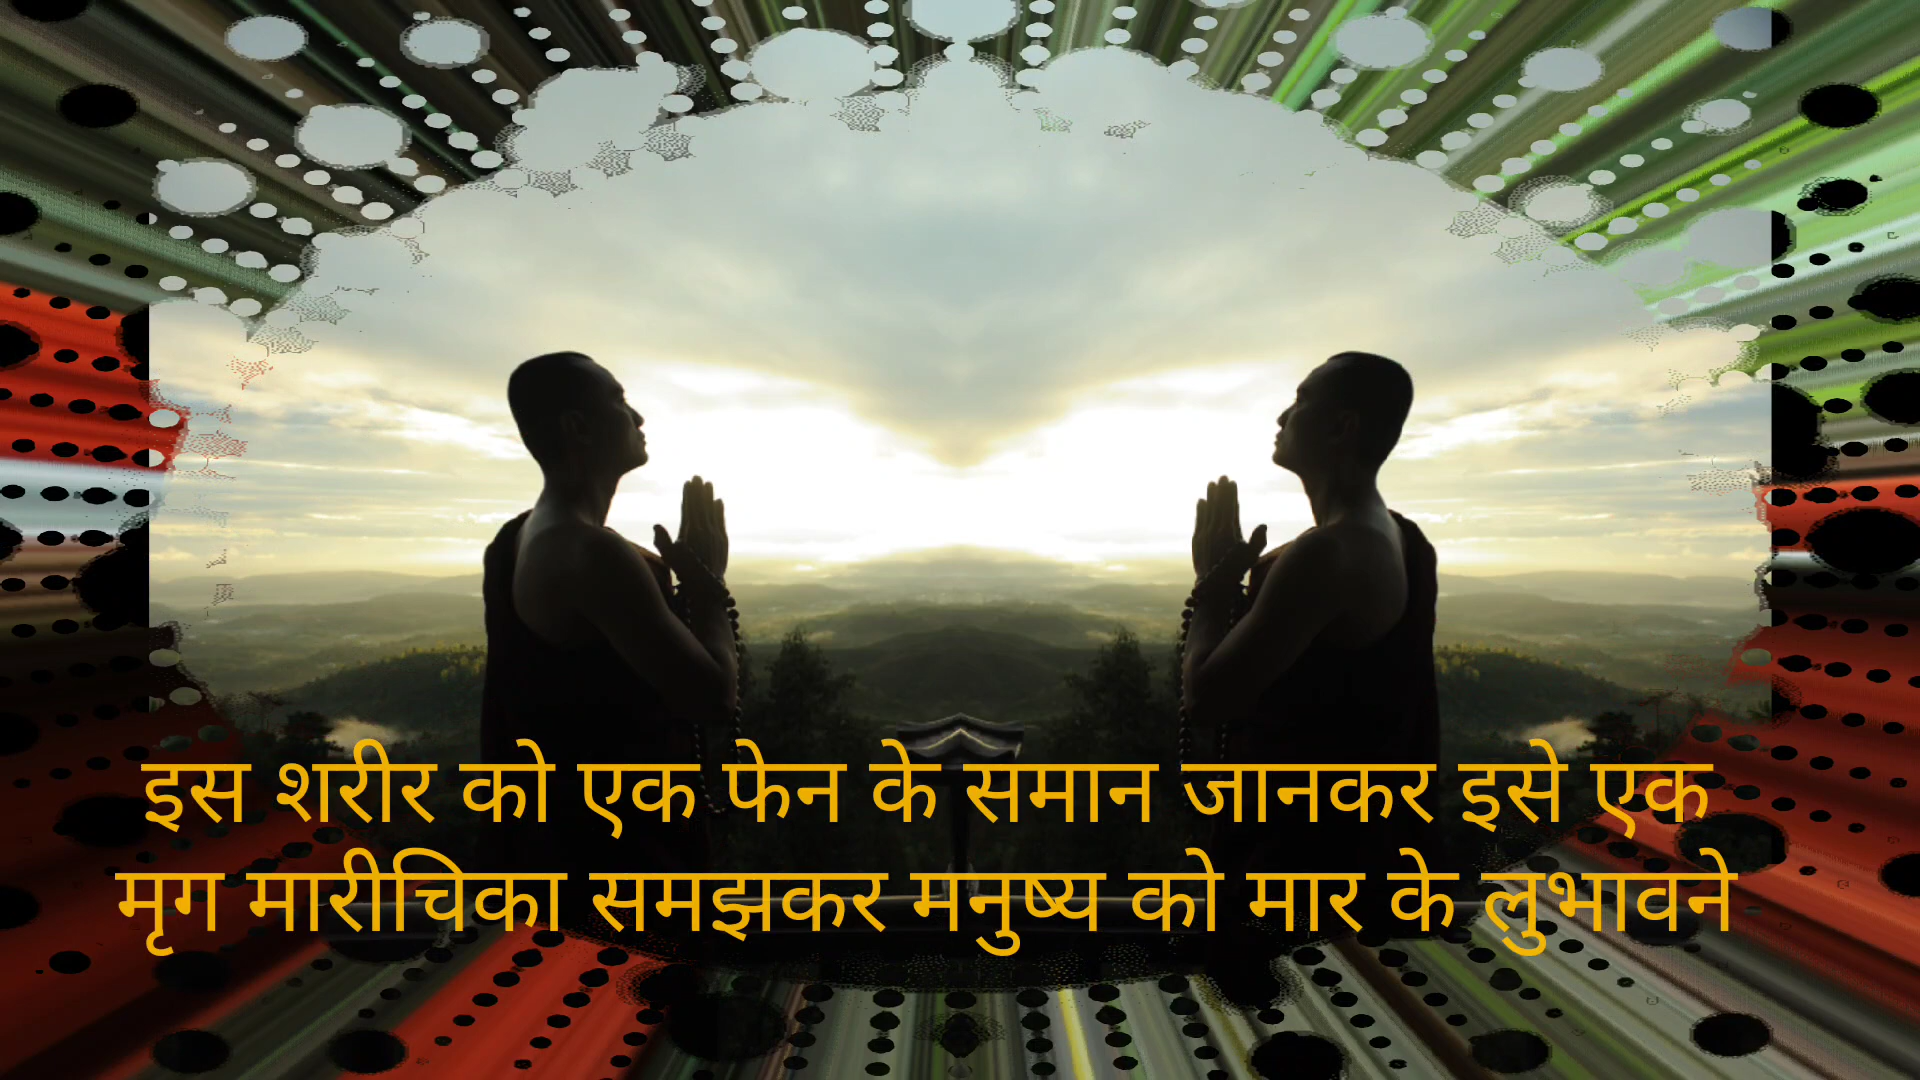 इस शरीर को एक फेन के समान जानकर इसे एक
मृग मारीचिका समझकर मनुष्य को मार के लुभावने